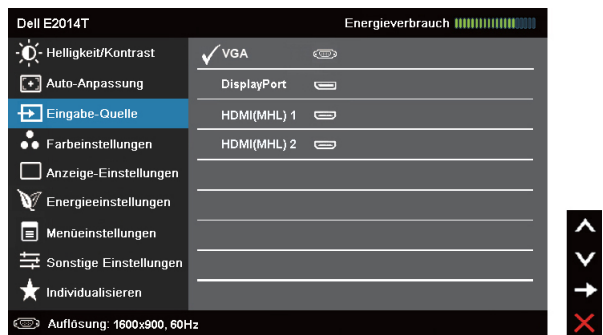 Dell E2014T Energieverbrauch
Helligkeit/Kontrast VGA
Auto-Anpassung DisplayPort
Eingabe-Quelle HDMI(MHL) 1
Farbeinstellungen HDMI(MHL) 2
Anzeige-Einstellungen
Energieeinstellungen
Menüeinstellungen
Sonstige Einstellungen
Individualisieren
Auflösung: 1600x900, 60Hz